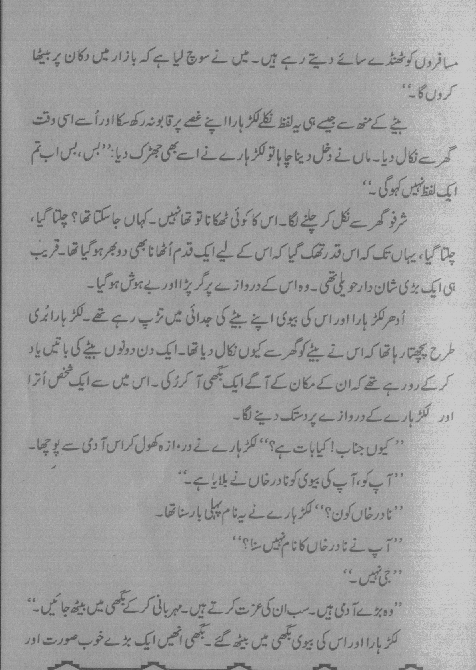 مسافروں کو ٹھنڈے سائے دیتے رہے ہیں۔ میں نے سوچ لیا ہے کہ بازار میں دکان پر بیٹھا
کروں گا۔‘‘
بیٹے کے منھ سے جیسے ہی یہ لفظ نکلے لکڑہارا اپنے غصے پر قابو نہ رکھ سکا اور اُسے اسی وقت
گھر سے نکال دیا۔ ماں نے دخل دینا چاہا تو لکڑہارے نے اسے بھی جھڑک دیا: ’’بس، بس اب تم
ایک لفظ نہیں کہو گی۔‘‘
شرفو گھر سے نکل کر چلنے لگا۔ اس کا کوئی ٹھکانا تو تھا نہیں۔ کہاں جا سکتا تھا؟ چلتا گیا،
چلتا گیا، یہاں تک کہ اس قدر تھک گیا کہ اس کے لیے ایک قدم اُٹھانا بھی دوبھر ہو گیا تھا۔ قریب
ہی ایک بڑی شان دار حویلی تھی۔ وہ اس کے دروازے پر گر پڑا اور بے ہوش ہو گیا۔
اُدھر لکڑہارا اور اس کی بیوی اپنے بیٹے کی جدائی میں تڑپ رہے تھے۔ لکڑہارا بُری
طرح پچھتا رہا تھا کہ اس نے بیٹے کو گھر سے کیوں نکال دیا تھا۔ ایک دن دونوں بیٹے کی باتیں یاد
کر کے رو رہے تھے کہ ان کے مکان کے آگے ایک بگھی آ کر رُکی۔ اس میں سے ایک شخص اُترا
اور لکڑہارے کے دروازے پر دستک دینے لگا۔
’’کیوں جناب! کیا بات ہے؟‘‘ لکڑہارے نے دروازہ کھول کر اس آدمی سے پوچھا۔
’’آپ کو، آپ کی بیوی کو نادر خاں نے بلایا ہے۔‘‘
’’نادر خاں کون؟‘‘ لکڑہارے نے یہ نام پہلی بار سنا تھا۔
’’آپ نے نادر خاں کا نام نہیں سنا؟‘‘
’’جی نہیں۔‘‘
’’وہ بڑے آدمی ہیں۔ سب ان کی عزت کرتے ہیں۔ مہربانی کر کے بگھی میں بیٹھ جائیں۔‘‘
لکڑہارا اور اس کی بیوی بگھی میں بیٹھ گئے۔ بگھی انھیں ایک بڑے خوب صورت اور